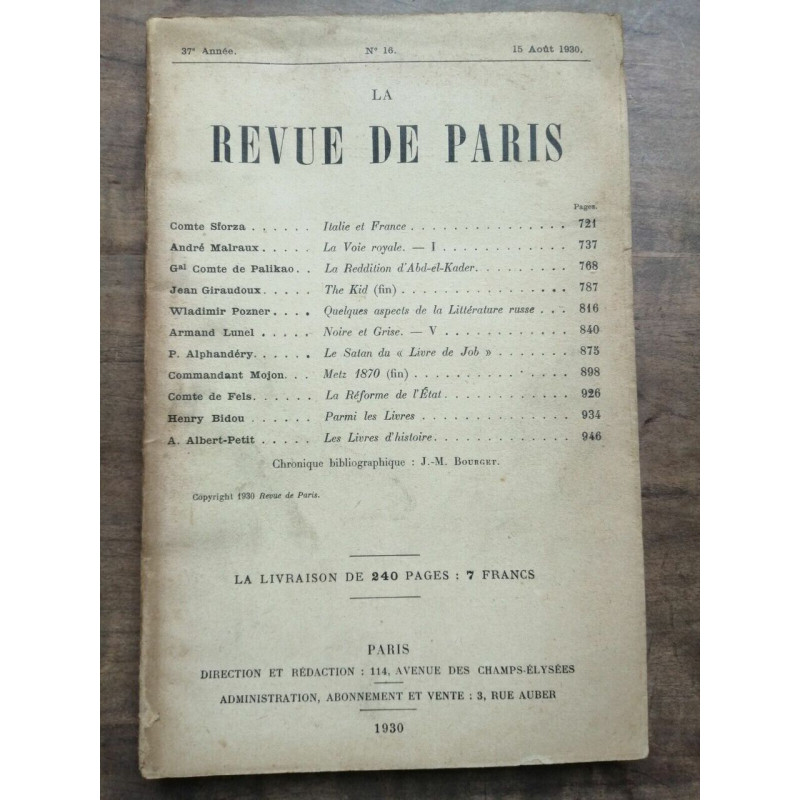 37e Année. N° 16. 15 Août 1930.
LA
REVUE DE PARIS
Pages.
Comte Sforza . . . . . . Italie et France . . . . . . . . . . . . . . . 721
André Malraux . . . . . La Voie royale. — I . . . . . . . . . . . . 737
Gal Comte de Palikao . . La Reddition d'Abd-el-Kader . . . . . . . . . 768
Jean Giraudoux . . . . . The Kid (fin) . . . . . . . . . . . . . . . . 787
Wladimir Pozner . . . . Quelques aspects de la Littérature russe . . . 816
Armand Lunel . . . . . Noire et Grise. — V . . . . . . . . . . . . 840
P. Alphandéry . . . . . . Le Satan du « Livre de Job » . . . . . . . 875
Commandant Mojon . . . Metz 1870 (fin) . . . . . . . . . . . . . . . 898
Comte de Fels . . . . . . La Réforme de l'État . . . . . . . . . . . . 926
Henry Bidou . . . . . . Parmi les Livres . . . . . . . . . . . . . . 934
A. Albert-Petit . . . . . Les Livres d'histoire . . . . . . . . . . . . . 946
Chronique bibliographique : J.-M. BOURGET.
Copyright 1930 Revue de Paris.
LA LIVRAISON DE 240 PAGES : 7 FRANCS
PARIS
DIRECTION ET RÉDACTION : 114, AVENUE DES CHAMPS-ÉLYSÉES
ADMINISTRATION, ABONNEMENT ET VENTE : 3, RUE AUBER
1930